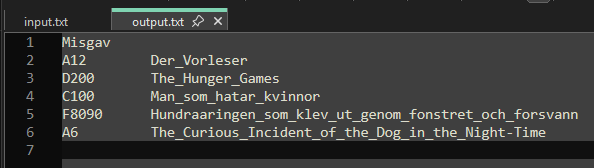 input.txt output.txt
1 Misgav
2 A12 Der_Vorleser
3 D200 The_Hunger_Games
4 C100 Man_som_hatar_kvinnor
5 F8090 Hundraaringen_som_klev_ut_genom_fonstret_och_forsvann
6 A6 The_Curious_Incident_of_the_Dog_in_the_Night-Time
7